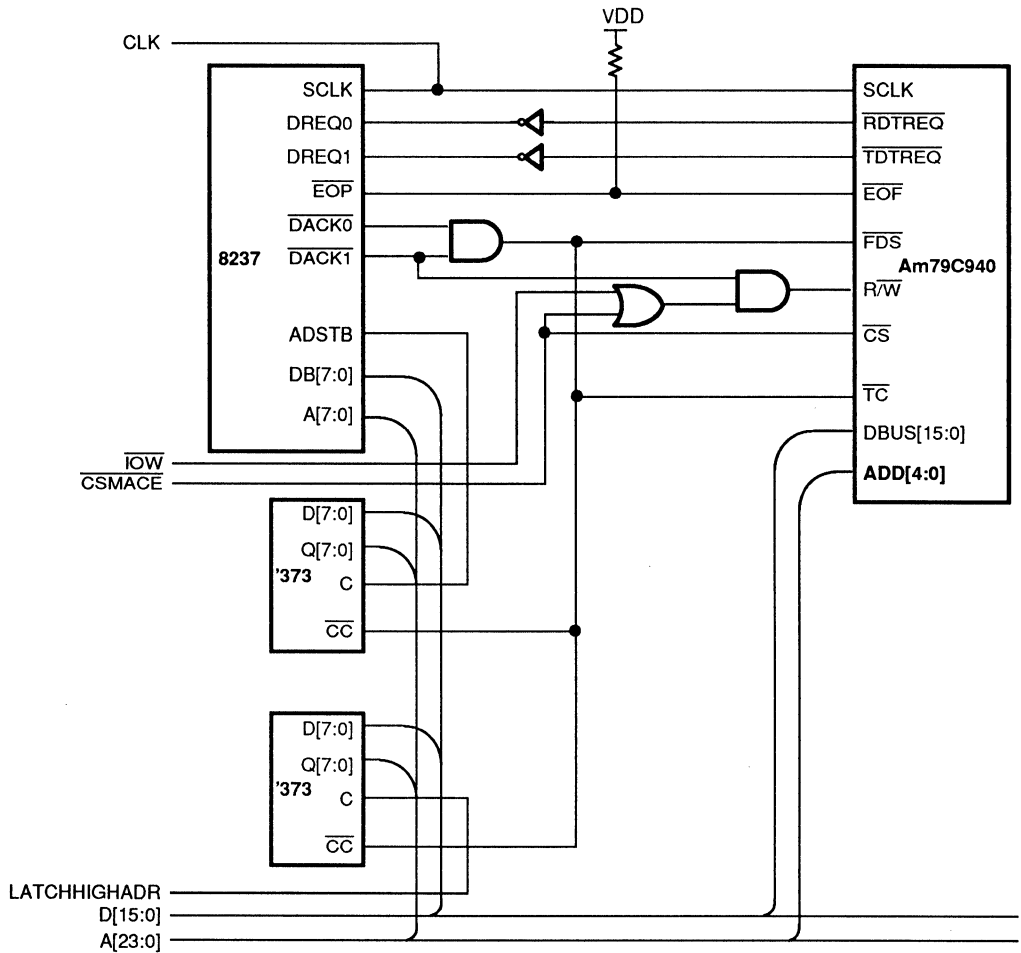 VDD
CLK
SCLK
SCLK
DREQ0
RDTREQ
DREQ1
TDTREQ
EOP
EOF
DACK0
FDS
8237
DACK1
Am79C940
R/W
ADSTB
CS
DB[7:0]
TC
A[7:0]
DBUS[15:0]
IOW
ADD[4:0]
CSMACE
D[7:0]
Q[7:0]
'373
C
CC
D[7:0]
Q[7:0]
'373
C
CC
LATCHHIGHADR
D[15:0]
A[23:0]